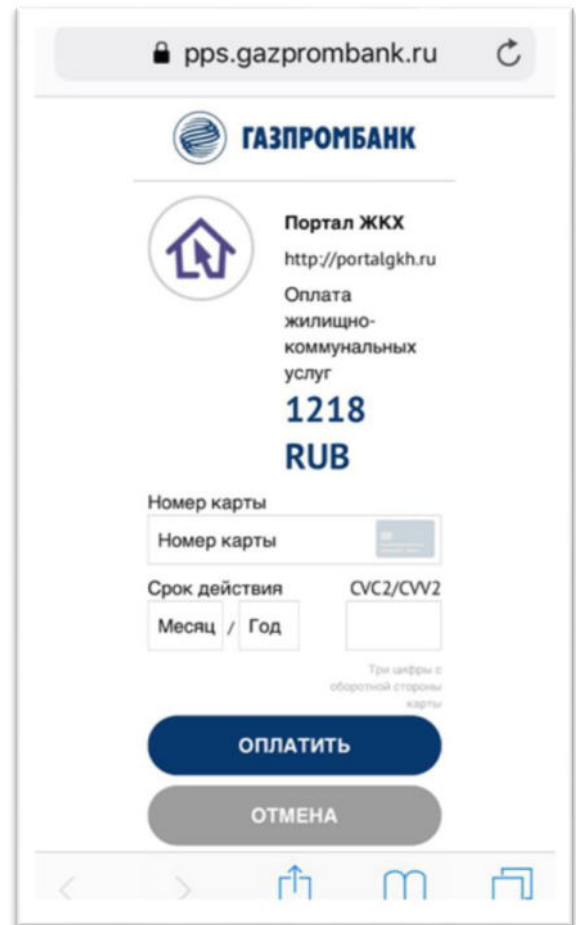 pps.gazprombank.ru
ГАЗПРОМБАНК
Портал ЖКХ
http://portalgkh.ru
Оплата
жилищно-
коммунальных
услуг
1218
RUB
Номер карты
Номер карты
Срок действия CVC2/CVV2
Месяц / Год
Три цифры с
оборотной стороны
карты
ОПЛАТИТЬ
ОТМЕНА